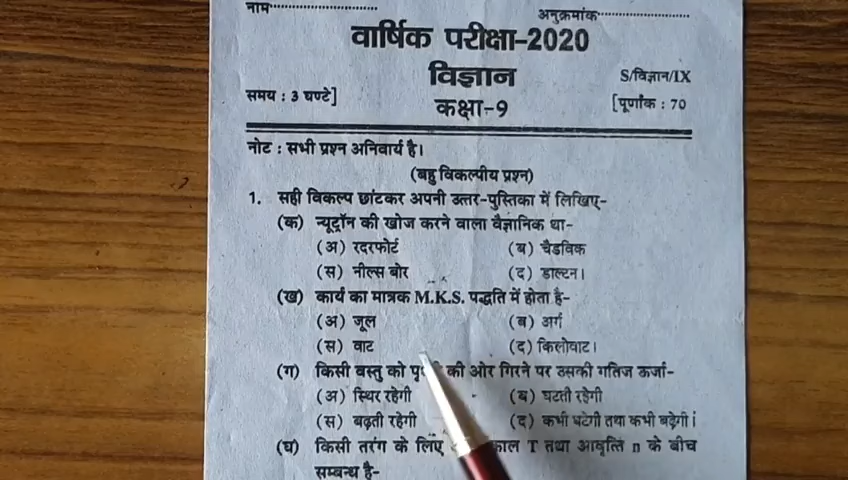 नाम
अनुक्रमांक
वार्षिक परीक्षा-2020
विज्ञान
S/विज्ञान/IX
समय : 3 घण्टे]
कक्षा-9
[पूर्णांक : 70
नोट : सभी प्रश्न अनिवार्य है।
(बहु विकल्पीय प्रश्न)
1. सही विकल्प छांटकर अपनी उत्तर-पुस्तिका में लिखिए-
(क) न्यूट्रॉन की खोज करने वाला वैज्ञानिक था-
(अ) रदरफोर्ट (ब) चैडविक
(स) नील्स बोर (द) डाल्टन।
(ख) कार्य का मात्रक M.K.S. पद्धति में होता है-
(अ) जूल (ब) अर्ग
(स) वाट (द) किलोवाट।
(ग) किसी वस्तु को की ओर गिरने पर उसकी गतिज ऊर्जा-
(अ) स्थिर रहेगी (ब) घटती रहेगी
(स) बढ़ती रहेगी (द) कभी घटेगी तथा कभी बढ़ेगी।
(घ) किसी तरंग के लिए T तथा आवृत्ति n के बीच
सम्बन्ध है-